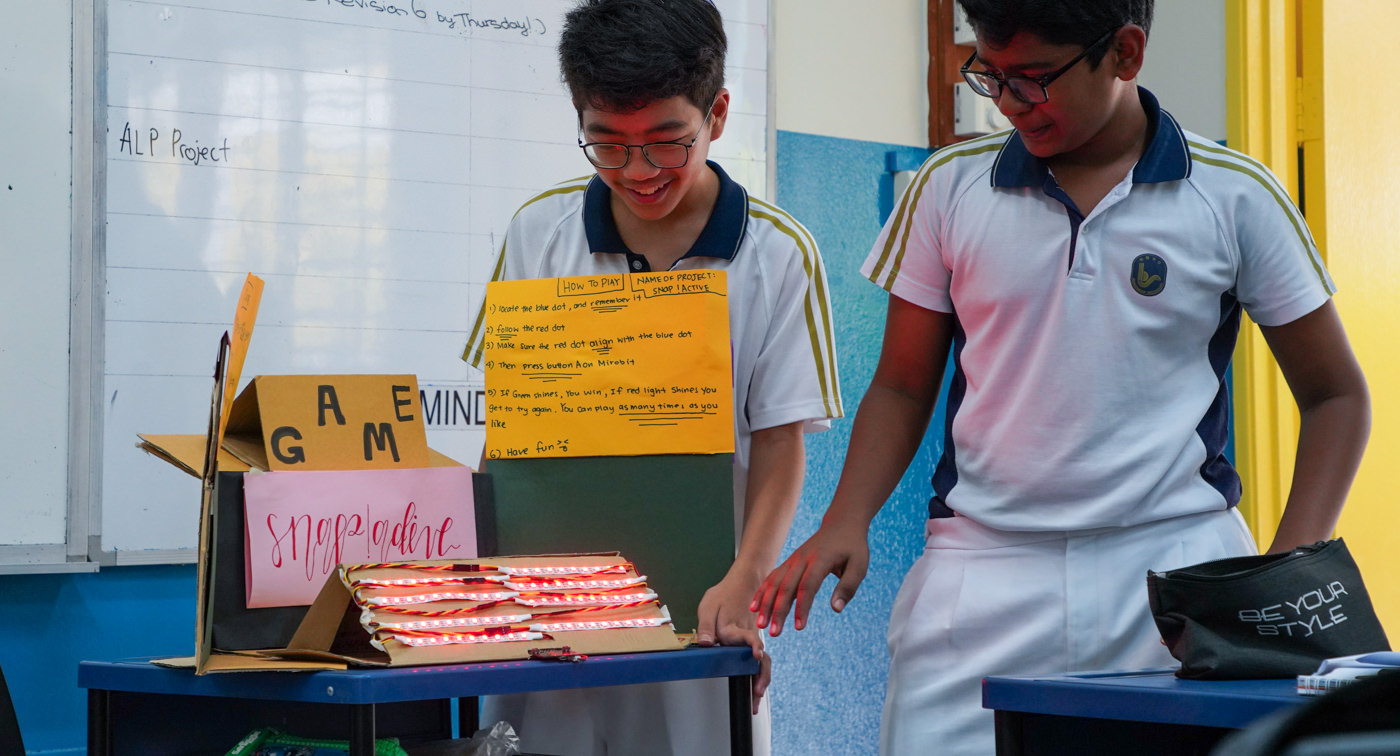 Revision 6 by Thursday!)
ALP Project
MIND
HOW TO PLAY
NAME OF PROJECT:
SNAP!ACTIVE
1) locate the blue dot, and remember it
2) follow the red dot
3) Make sure the red dot align with the blue dot
4) Then press button A on Mirobit
5) If Green shines, You win, If red light shines you
get to try again. You can play as many times as you
like
6) Have fun
GAME
snap!active
BE YOUR
STYLE